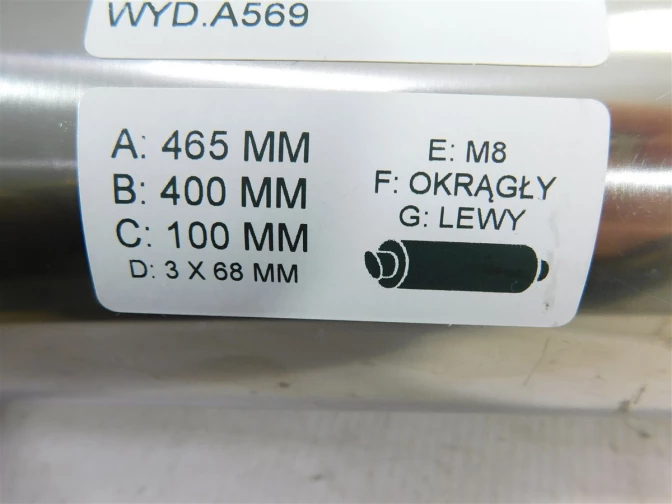 WYD.A569
A: 465 MM
B: 400 MM
C: 100 MM
D: 3 X 68 MM
E: M8
F: OKRĄGŁY
G: LEWY